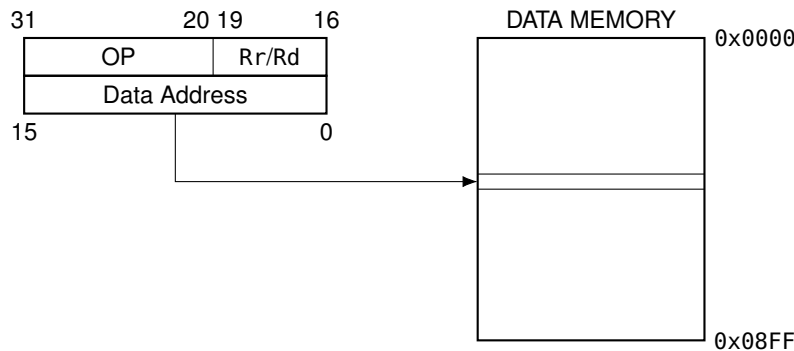 31 20 19 16
OP Rr/Rd
Data Address
15 0
DATA MEMORY
0x0000
0x08FF